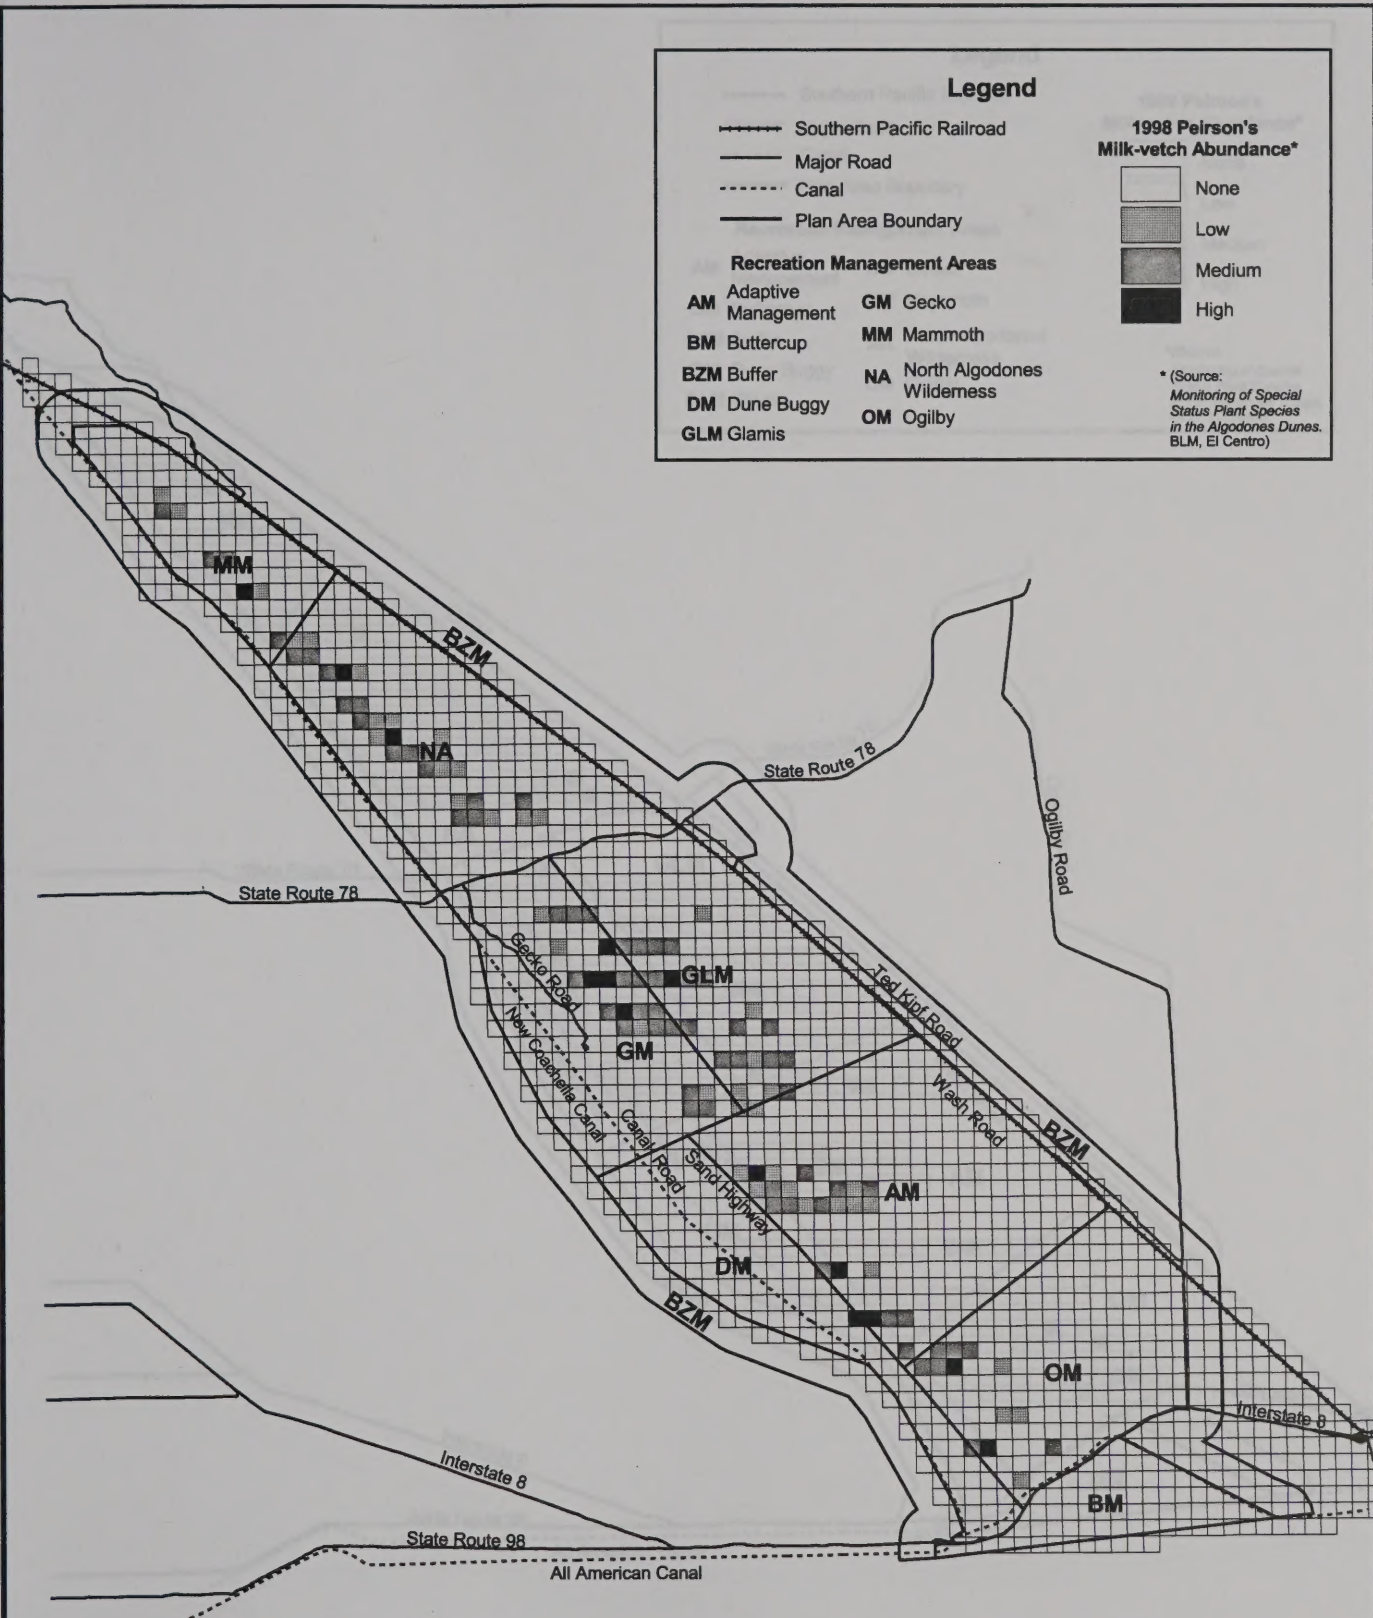 Legend
Southern Pacific Railroad
Major Road
Canal
Plan Area Boundary
Recreation Management Areas
AM Adaptive
Management
BM Buttercup
BZM Buffer
DM Dune Buggy
GLM Glamis
GM Gecko
MM Mammoth
NA North Algodones
Wilderness
OM Ogilby
1998 Peirson's
Milk-vetch Abundance*
None
Low
Medium
High
* (Source:
Monitoring of Special
Status Plant Species
in the Algodones Dunes.
BLM, El Centro)
MM
BZM
NA
State Route 78
State Route 78
Ogilby Road
Gecko Road
GLM
Ted Kipf Road
New Coachella Canal
GM
Wash Road
BZM
Canal Road
Sand Highway
AM
DM
BZM
OM
Interstate 8
Interstate 8
BM
State Route 98
All American Canal